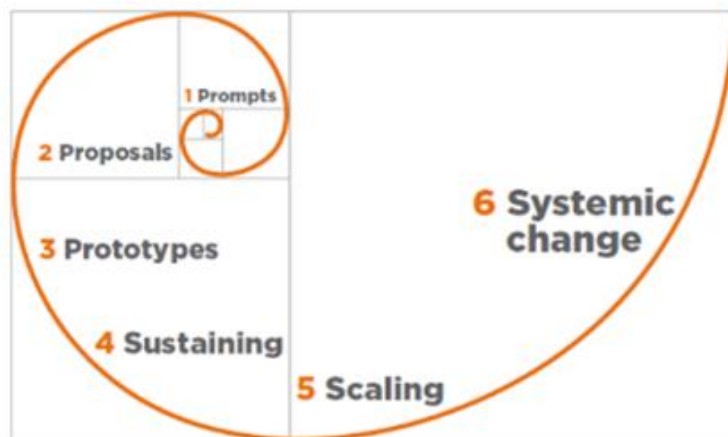 1 Prompts
2 Proposals
3 Prototypes
4 Sustaining
5 Scaling
6 Systemic
change